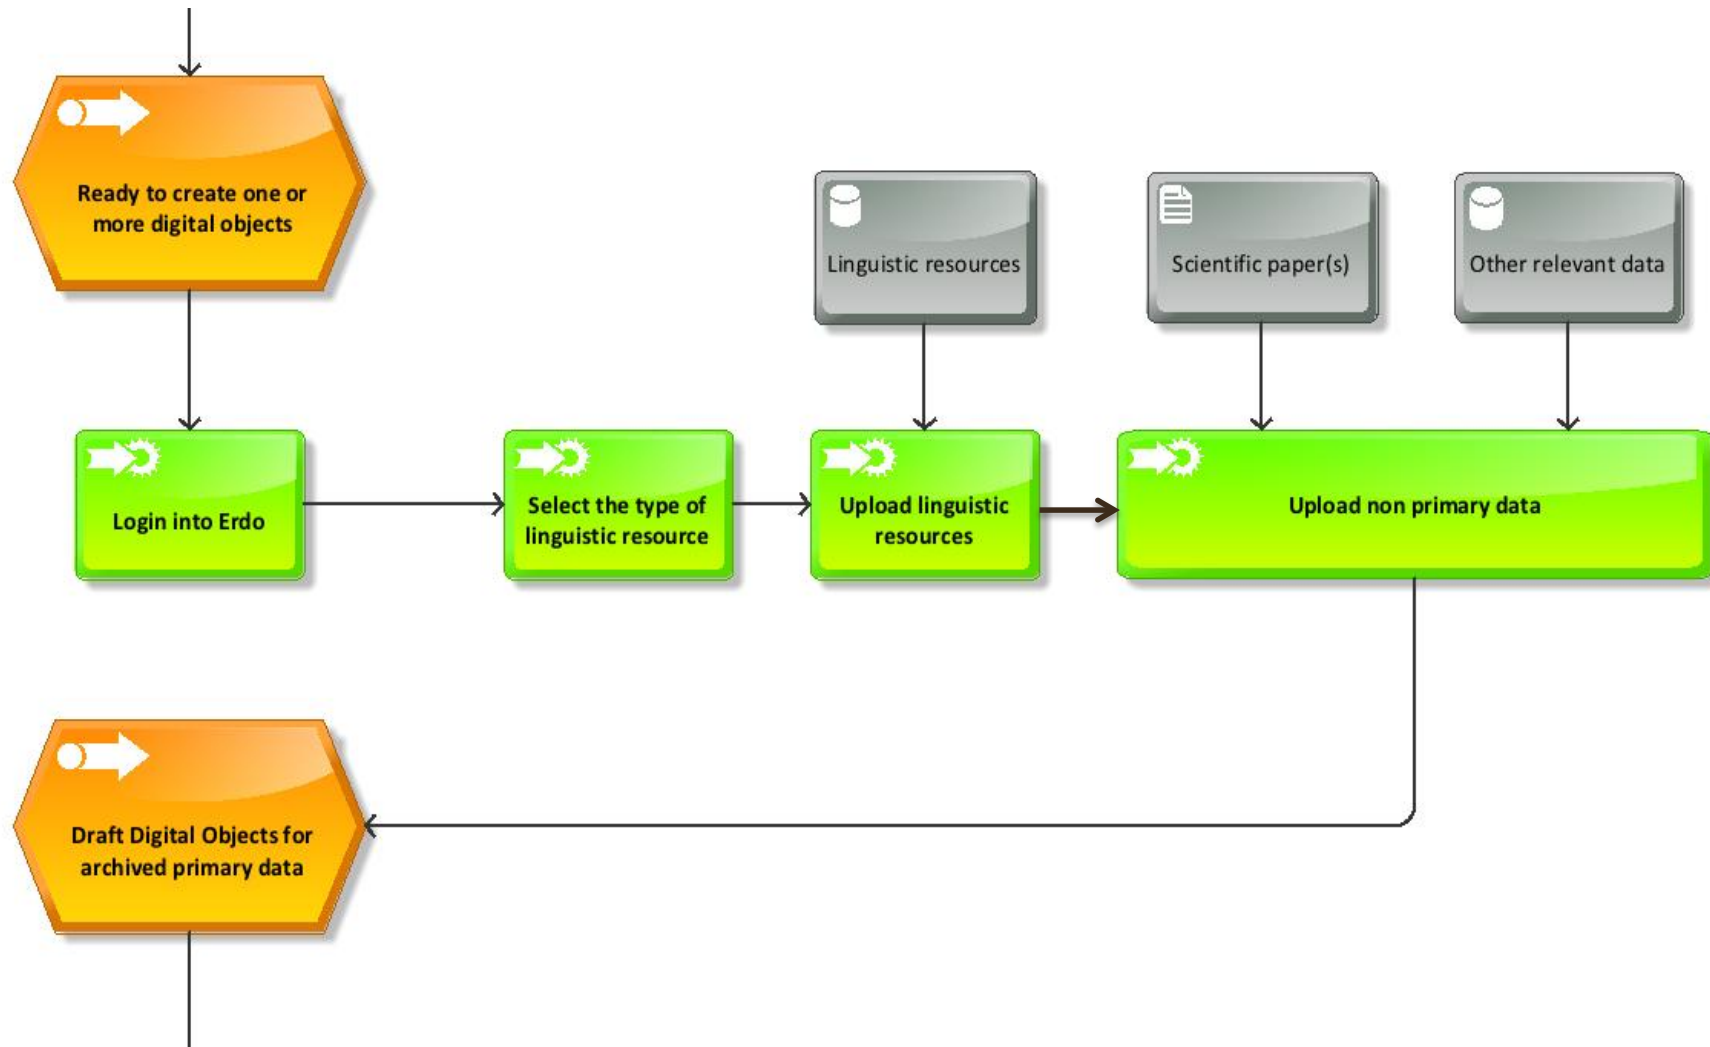 Ready to create one or
more digital objects
Linguistic resources
Scientific paper(s)
Other relevant data
Login into Erdo
Select the type of
linguistic resource
Upload linguistic
resources
Upload non primary data
Draft Digital Objects for
archived primary data